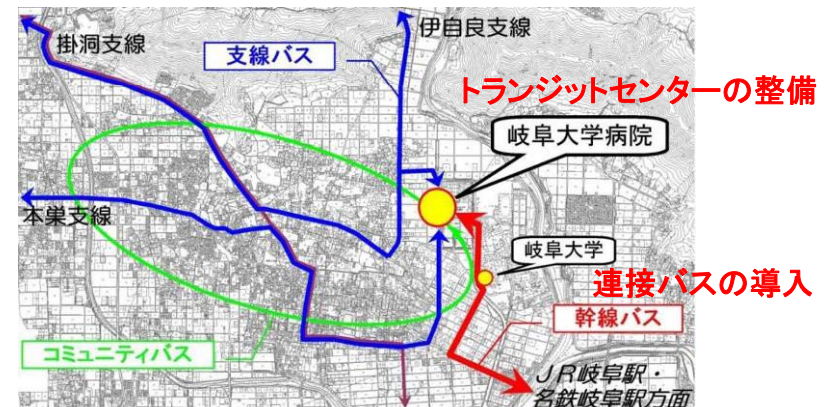 掛洞支線
支線バス
伊自良支線
トランジットセンターの整備
岐阜大学病院
本巣支線
岐阜大学
連接バスの導入
幹線バス
コミュニティバス
JR岐阜駅・
名鉄岐阜駅方面